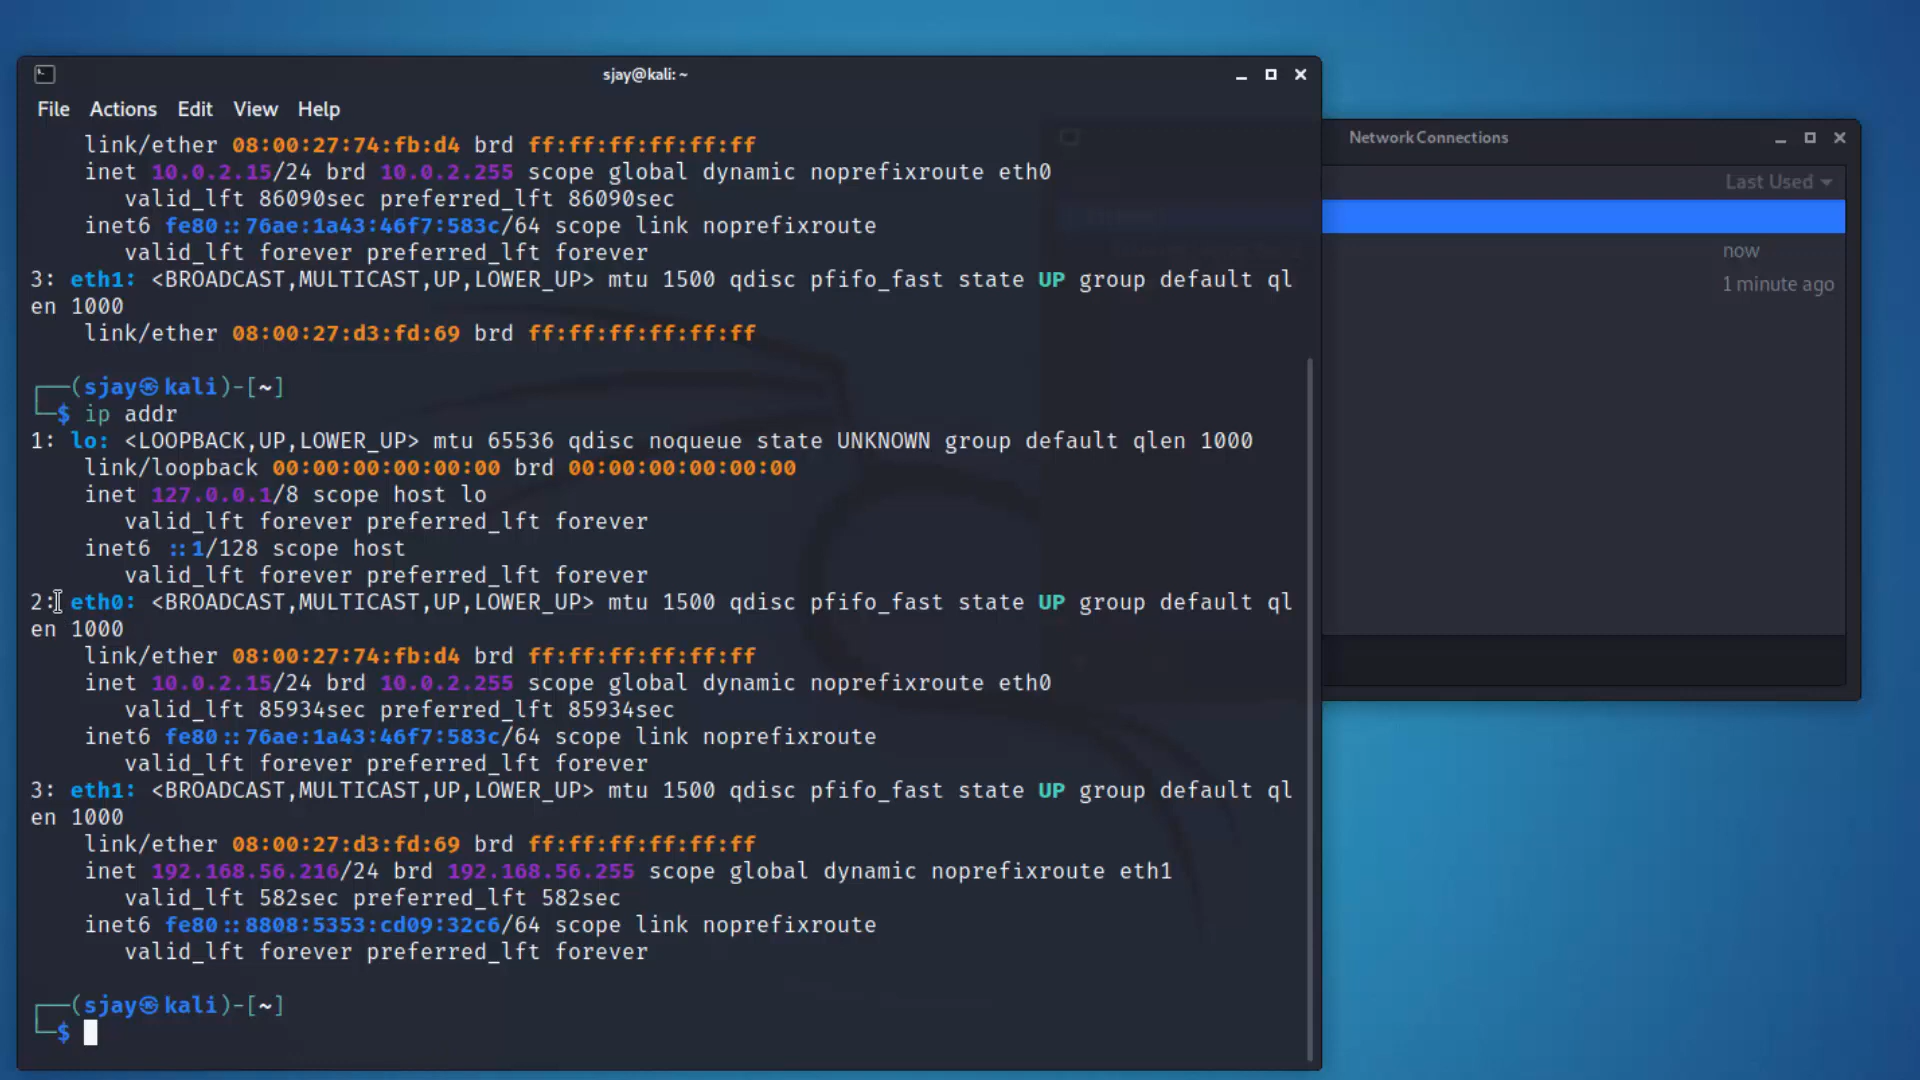 sjay@kali: ~
File Actions Edit View Help
link/ether 08:00:27:74:fb:d4 brd ff:ff:ff:ff:ff:ff
inet 10.0.2.15/24 brd 10.0.2.255 scope global dynamic noprefixroute eth0
valid_lft 86090sec preferred_lft 86090sec
inet6 fe80::76ae:1a43:46f7:583c/64 scope link noprefixroute
valid_lft forever preferred_lft forever
3: eth1: <BROADCAST,MULTICAST,UP,LOWER_UP> mtu 1500 qdisc pfifo_fast state UP group default ql
en 1000
link/ether 08:00:27:d3:fd:69 brd ff:ff:ff:ff:ff:ff
┌──(sjay㉿kali)-[~]
└─$ ip addr
1: lo: <LOOPBACK,UP,LOWER_UP> mtu 65536 qdisc noqueue state UNKNOWN group default qlen 1000
link/loopback 00:00:00:00:00:00 brd 00:00:00:00:00:00
inet 127.0.0.1/8 scope host lo
valid_lft forever preferred_lft forever
inet6 ::1/128 scope host
valid_lft forever preferred_lft forever
2: eth0: <BROADCAST,MULTICAST,UP,LOWER_UP> mtu 1500 qdisc pfifo_fast state UP group default ql
en 1000
link/ether 08:00:27:74:fb:d4 brd ff:ff:ff:ff:ff:ff
inet 10.0.2.15/24 brd 10.0.2.255 scope global dynamic noprefixroute eth0
valid_lft 85934sec preferred_lft 85934sec
inet6 fe80::76ae:1a43:46f7:583c/64 scope link noprefixroute
valid_lft forever preferred_lft forever
3: eth1: <BROADCAST,MULTICAST,UP,LOWER_UP> mtu 1500 qdisc pfifo_fast state UP group default ql
en 1000
link/ether 08:00:27:d3:fd:69 brd ff:ff:ff:ff:ff:ff
inet 192.168.56.216/24 brd 192.168.56.255 scope global dynamic noprefixroute eth1
valid_lft 582sec preferred_lft 582sec
inet6 fe80::8808:5353:cd09:32c6/64 scope link noprefixroute
valid_lft forever preferred_lft forever
┌──(sjay㉿kali)-[~]
└─$
Network Connections
Last Used
now
1 minute ago